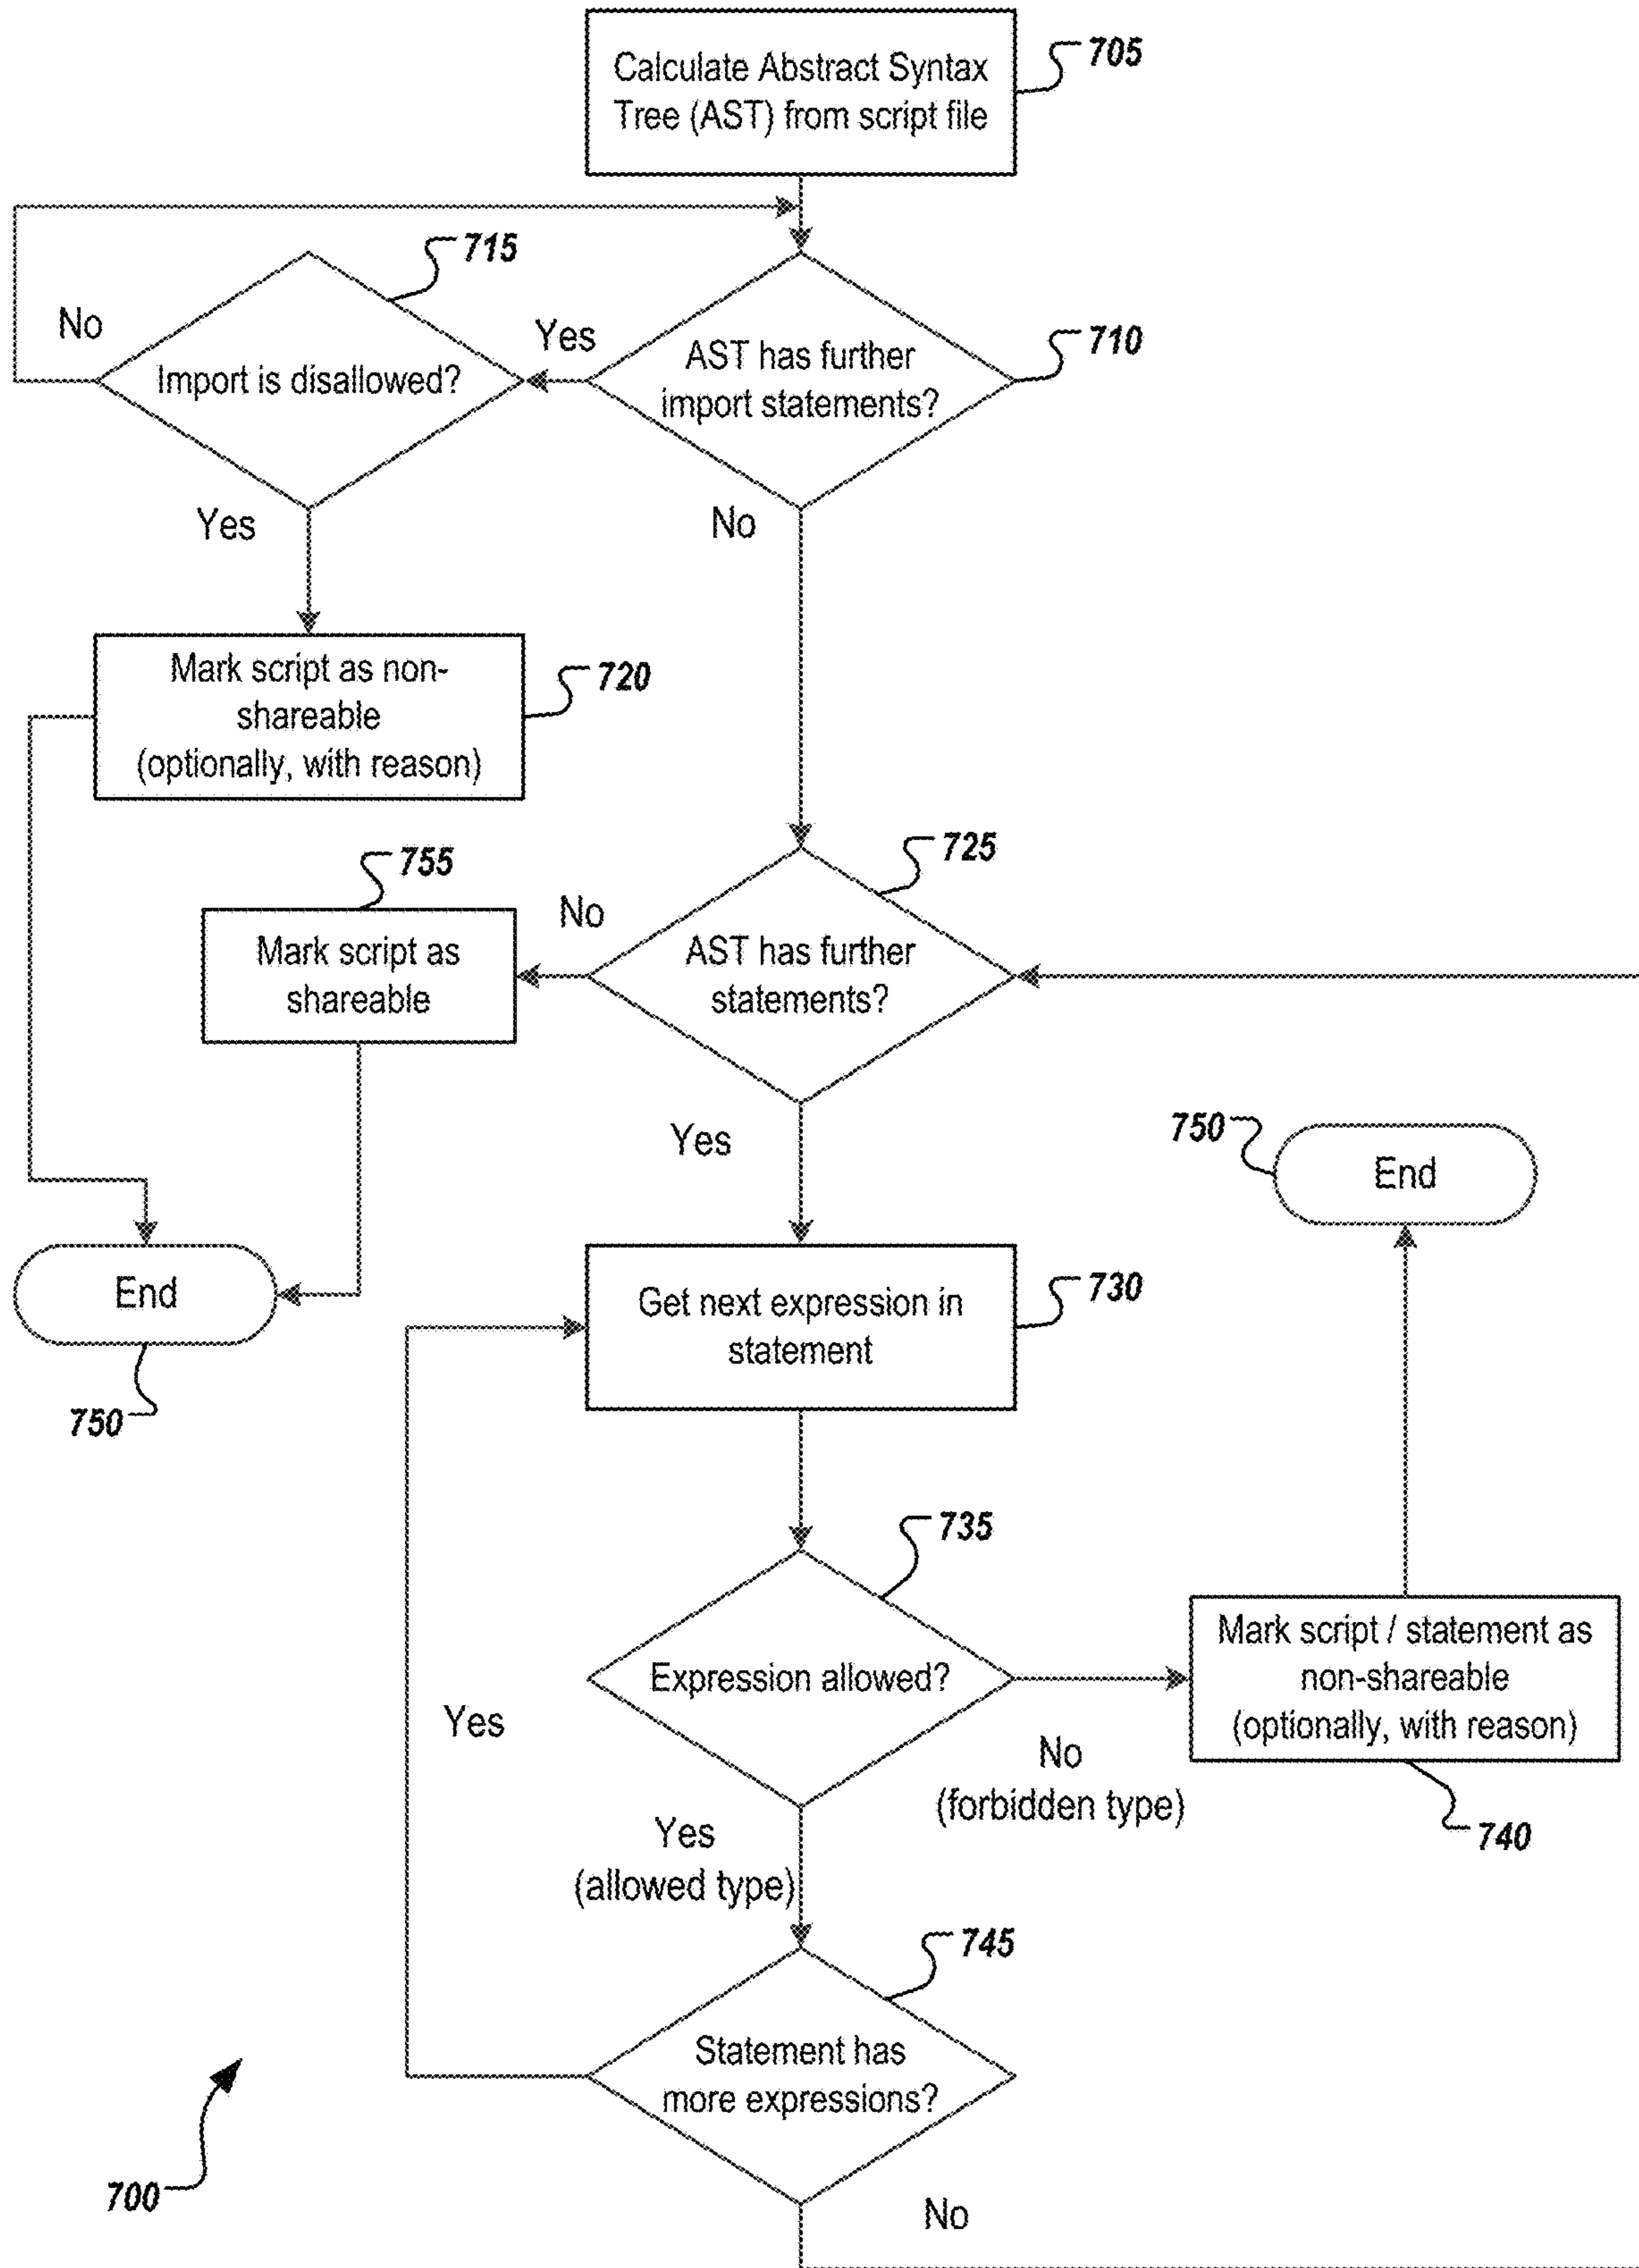 Calculate Abstract Syntax
Tree (AST) from script file
705
715
No
Import is disallowed?
Yes
AST has further
import statements?
710
Yes
No
Mark script as non-
shareable
(optionally, with reason)
720
755
Mark script as
shareable
No
AST has further
statements?
725
Yes
750
End
End
750
Get next expression in
statement
730
735
Expression allowed?
Yes
No
(forbidden type)
Mark script / statement as
non-shareable
(optionally, with reason)
740
Yes
(allowed type)
745
Statement has
more expressions?
700
No